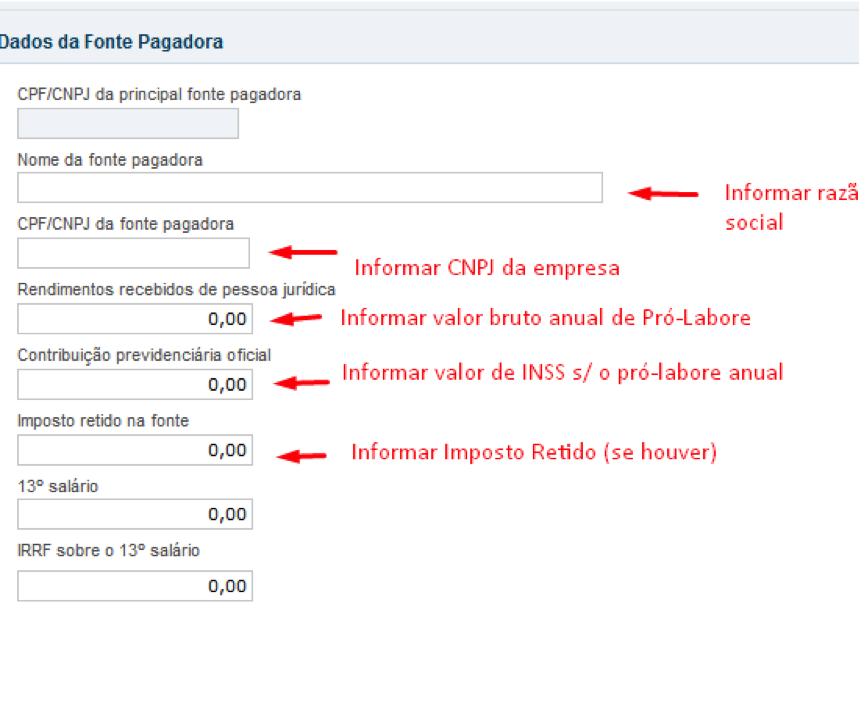 Dados da Fonte Pagadora
CPF/CNPJ da principal fonte pagadora
Nome da fonte pagadora
Informar razã
social
CPF/CNPJ da fonte pagadora
Informar CNPJ da empresa
Rendimentos recebidos de pessoa jurídica
0,00
Informar valor bruto anual de Pró-Labore
Contribuição previdenciária oficial
0,00
Informar valor de INSS s/ o pró-labore anual
Imposto retido na fonte
0,00
Informar Imposto Retido (se houver)
13º salário
0,00
IRRF sobre o 13º salário
0,00